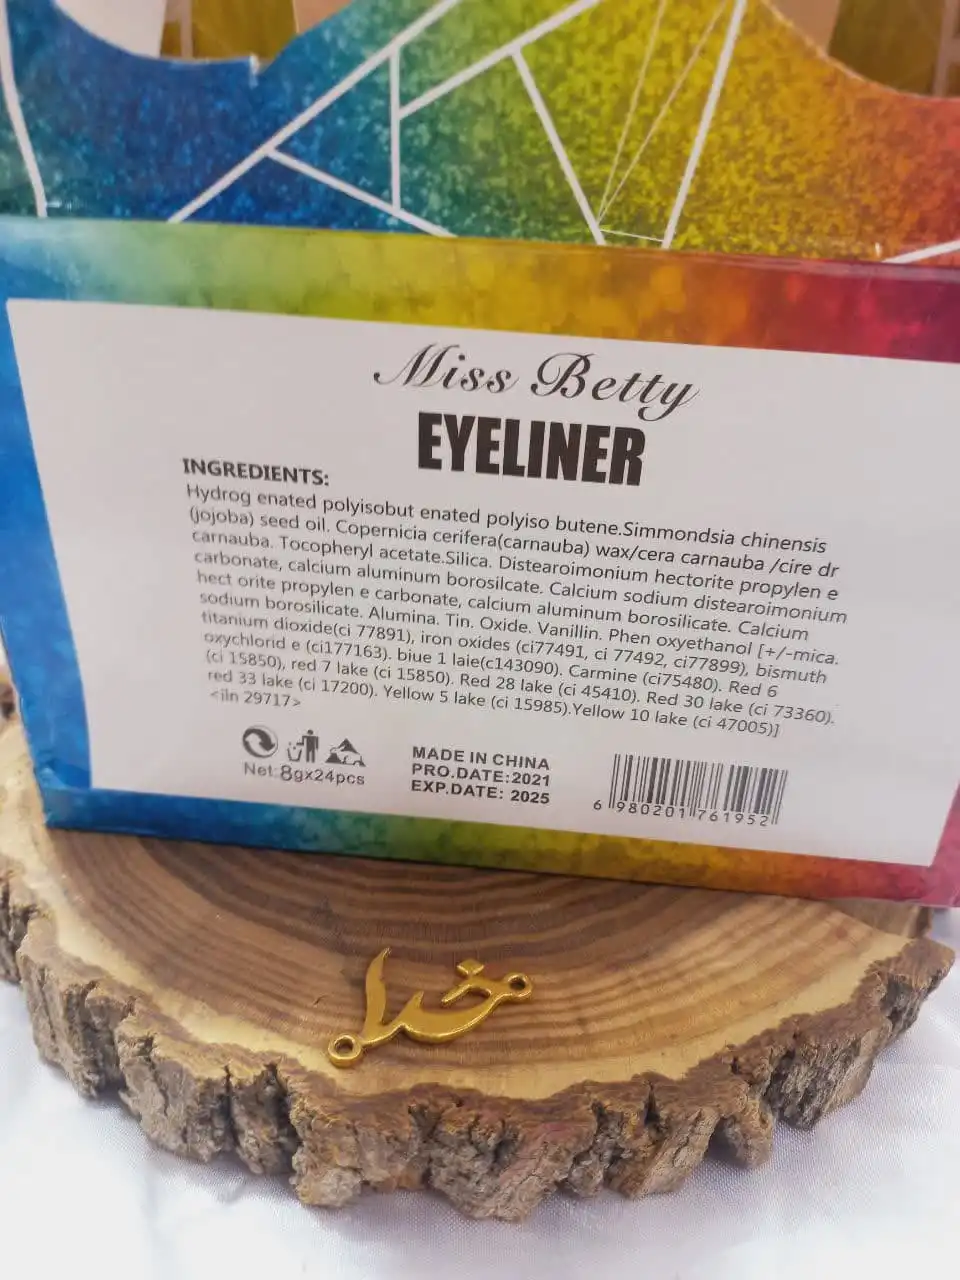 Miss Betty
EYELINER
INGREDIENTS:
Hydrog enated polyisobut enated polyiso butene.Simmondsia chinensis
(jojoba) seed oil. Copernicia cerifera(carnauba) wax/cera carnauba /cire dr
carnauba. Tocopheryl acetate.Silica. Distearoimonium hectorite propylen e
carbonate, calcium aluminum borosilcate. Calcium sodium distearoimonium
hect orite propylen e carbonate, calcium aluminum borosilicate. Calcium
sodium borosilicate. Alumina. Tin. Oxide. Vanillin. Phen oxyethanol [+/-mica.
titanium dioxide(ci 77891), iron oxides (ci77491, ci 77492, ci77899), bismuth
oxychlorid e (ci177163). biue 1 laie(c143090). Carmine (ci75480). Red 6
(ci 15850), red 7 lake (ci 15850). Red 28 lake (ci 45410). Red 30 lake (ci 73360).
red 33 lake (ci 17200). Yellow 5 lake (ci 15985).Yellow 10 lake (ci 47005)]
<iln 29717>
Net:8gx24pcs
MADE IN CHINA
PRO.DATE:2021
EXP.DATE: 2025
6 980201 761952
خدا